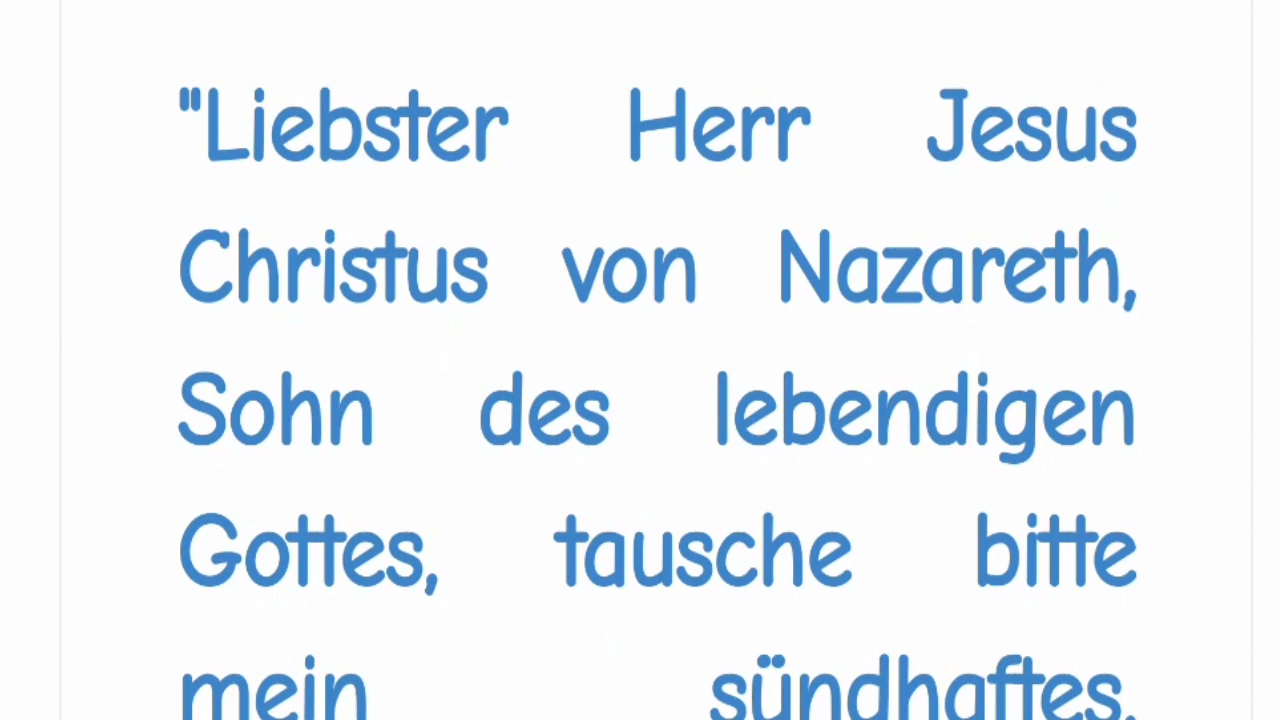 "Liebster Herr Jesus
Christus von Nazareth,
Sohn des lebendigen
Gottes, tausche bitte
mein sündhaftes,